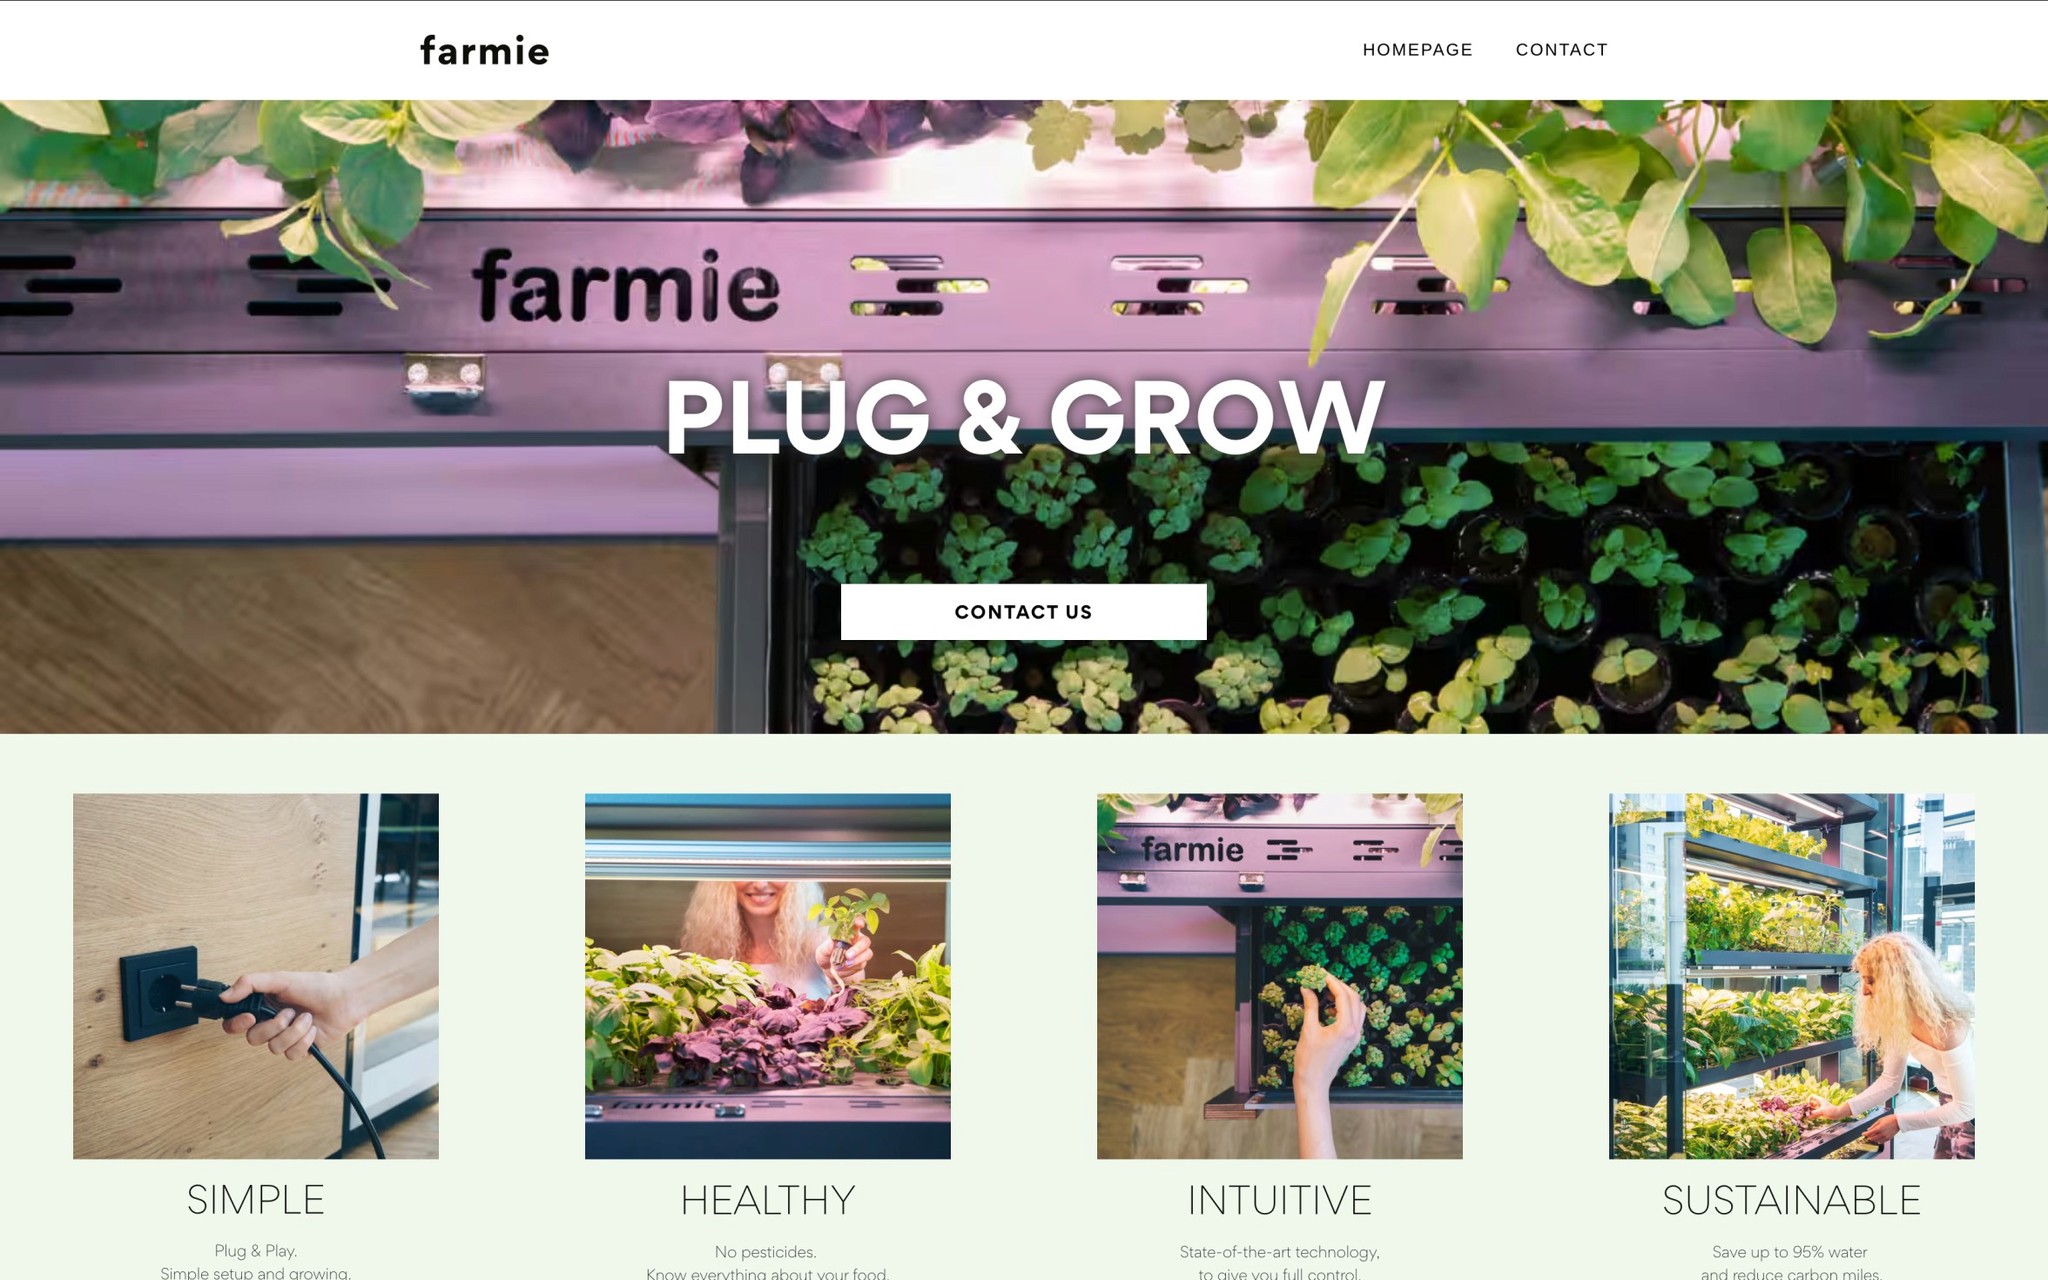 farmie
HOMEPAGE CONTACT
farmie
PLUG & GROW
CONTACT US
farmie
farmie
SIMPLE
HEALTHY
INTUITIVE
SUSTAINABLE
Plug & Play.
Simple setup and growing.
No pesticides.
Know everything about your food.
State-of-the-art technology,
to give you full control.
Save up to 95% water
and reduce carbon miles.